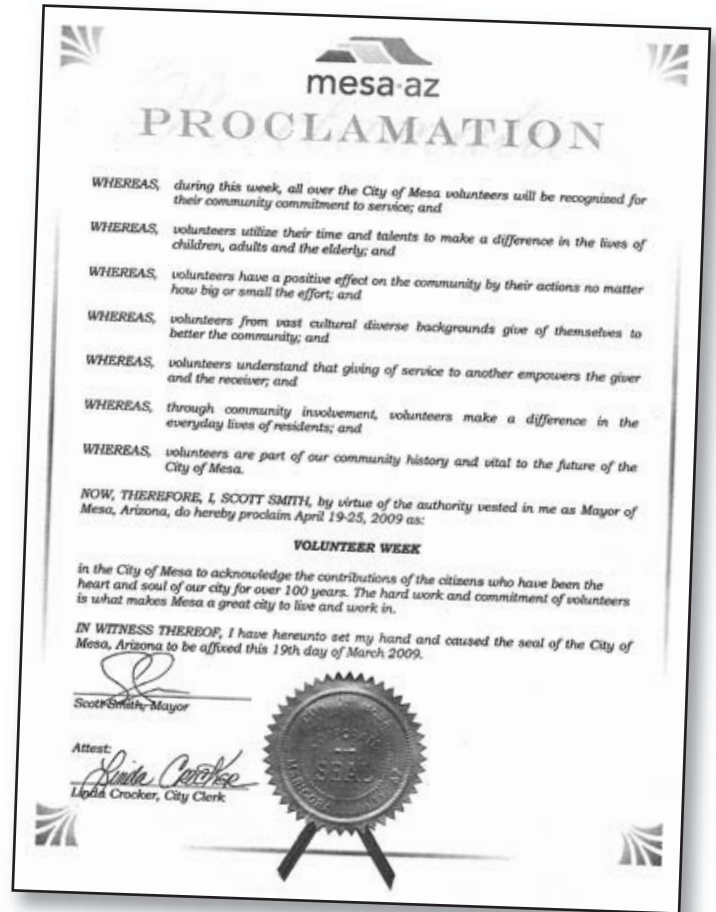 mesa·az
PROCLAMATION
WHEREAS, during this week, all over the City of Mesa volunteers will be recognized for
their community commitment to service; and
WHEREAS, volunteers utilize their time and talents to make a difference in the lives of
children, adults and the elderly; and
WHEREAS, volunteers have a positive effect on the community by their actions no matter
how big or small the effort; and
WHEREAS, volunteers from vast cultural diverse backgrounds give of themselves to
better the community; and
WHEREAS, volunteers understand that giving of service to another empowers the giver
and the receiver; and
WHEREAS, through community involvement, volunteers make a difference in the
everyday lives of residents; and
WHEREAS, volunteers are part of our community history and vital to the future of the
City of Mesa.
NOW, THEREFORE, I, SCOTT SMITH, by virtue of the authority vested in me as Mayor of
Mesa, Arizona, do hereby proclaim April 19-25, 2009 as:
VOLUNTEER WEEK
in the City of Mesa to acknowledge the contributions of the citizens who have been the
heart and soul of our city for over 100 years. The hard work and commitment of volunteers
is what makes Mesa a great city to live and work in.
IN WITNESS THEREOF, I have hereunto set my hand and caused the seal of the City of
Mesa, Arizona to be affixed this 19th day of March 2009.
Scott Smith, Mayor
Attest:
Linda Crocker
Linda Crocker, City Clerk
SEAL